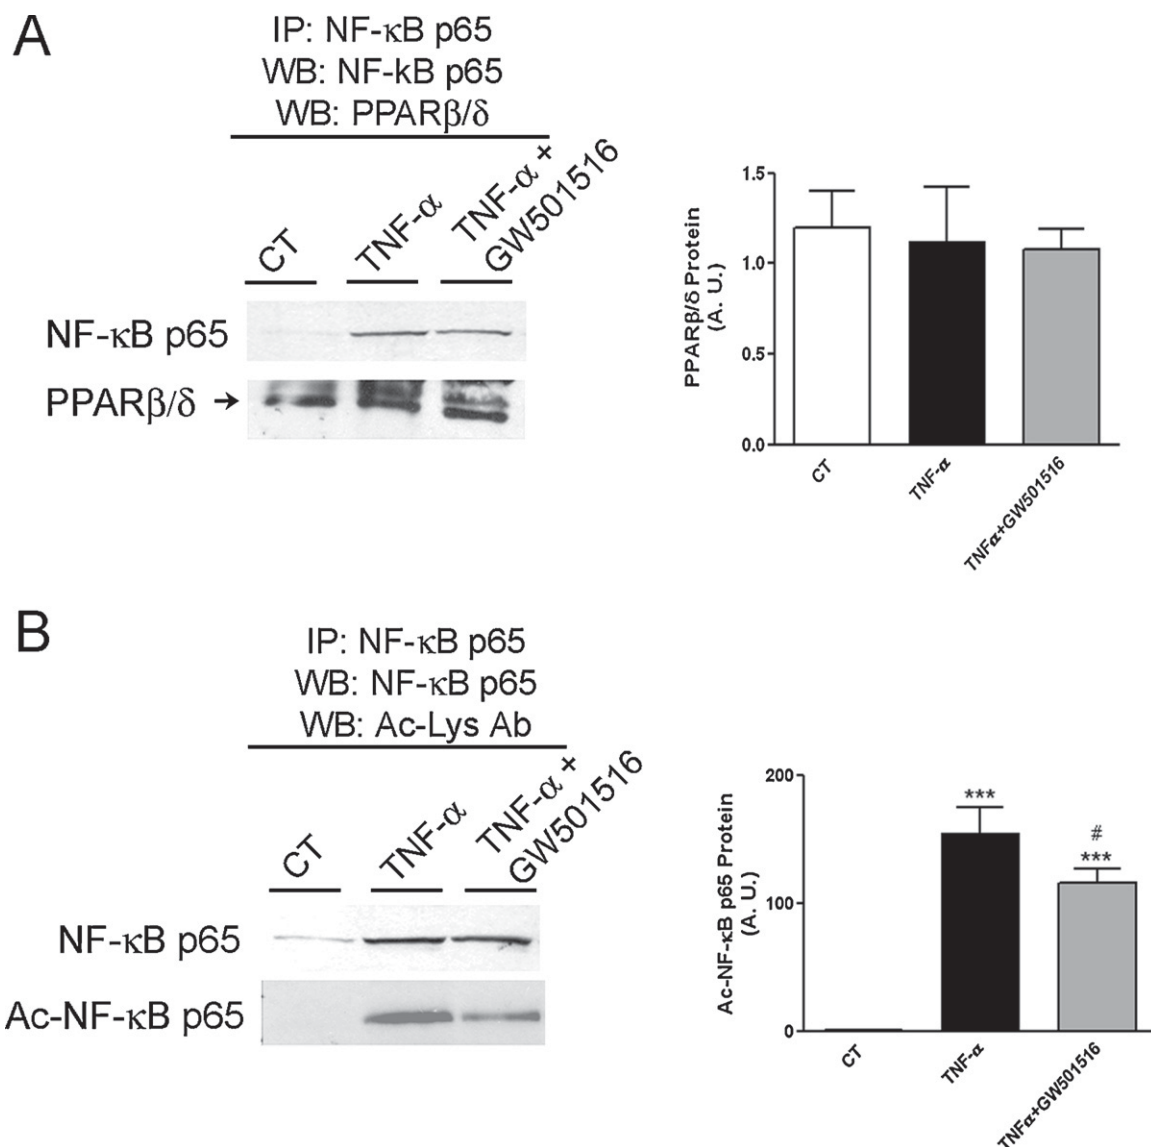 A
IP: NF-κB p65
WB: NF-kB p65
WB: PPARβ/δ
CT
TNF-α
TNF-α +
GW501516
NF-κB p65
PPARβ/δ →
PPARβ/δ Protein
(A. U.)
1.5
1.0
0.5
0.0
CT
TNF-α
TNFα+GW501516
B
IP: NF-κB p65
WB: NF-κB p65
WB: Ac-Lys Ab
CT
TNF-α
TNF-α +
GW501516
NF-κB p65
Ac-NF-κB p65
Ac-NF-κB p65 Protein
(A. U.)
200
100
0
***
#
***
CT
TNF-α
TNFα+GW501516